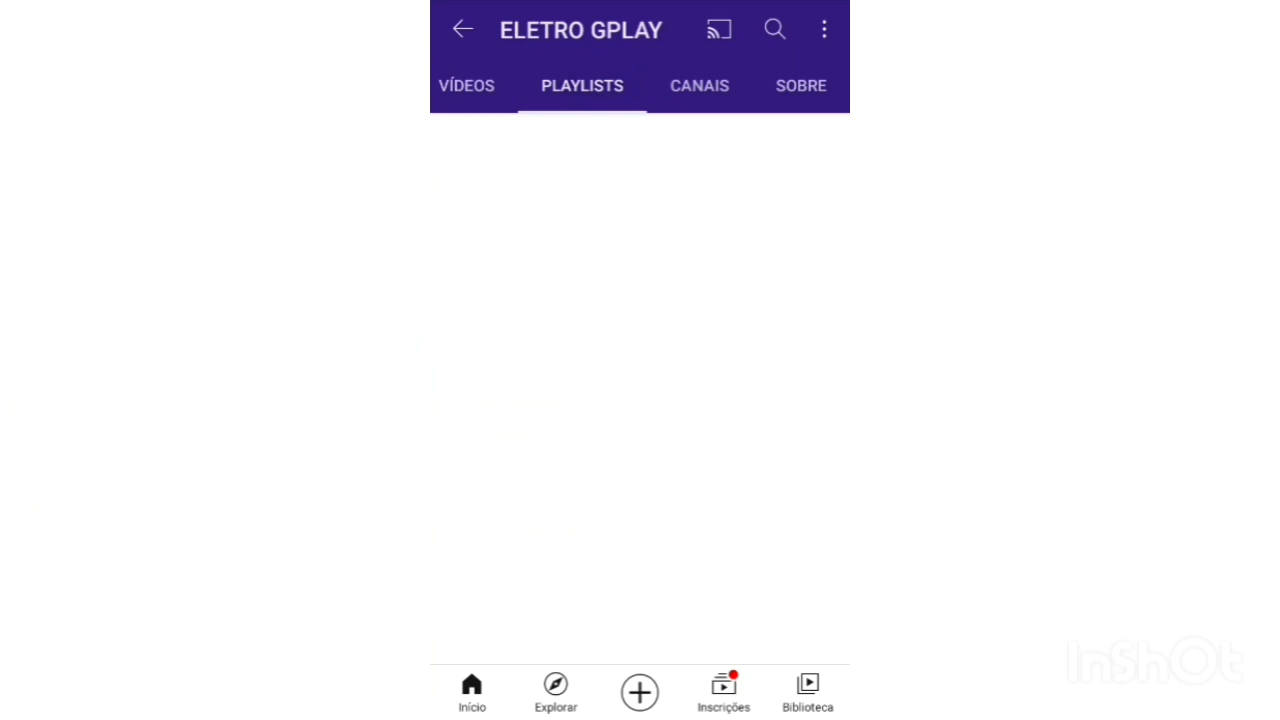 ELETRO GPLAY
VÍDEOS PLAYLISTS CANAIS SOBRE
Início Explorar Inscrições Biblioteca
InShOt